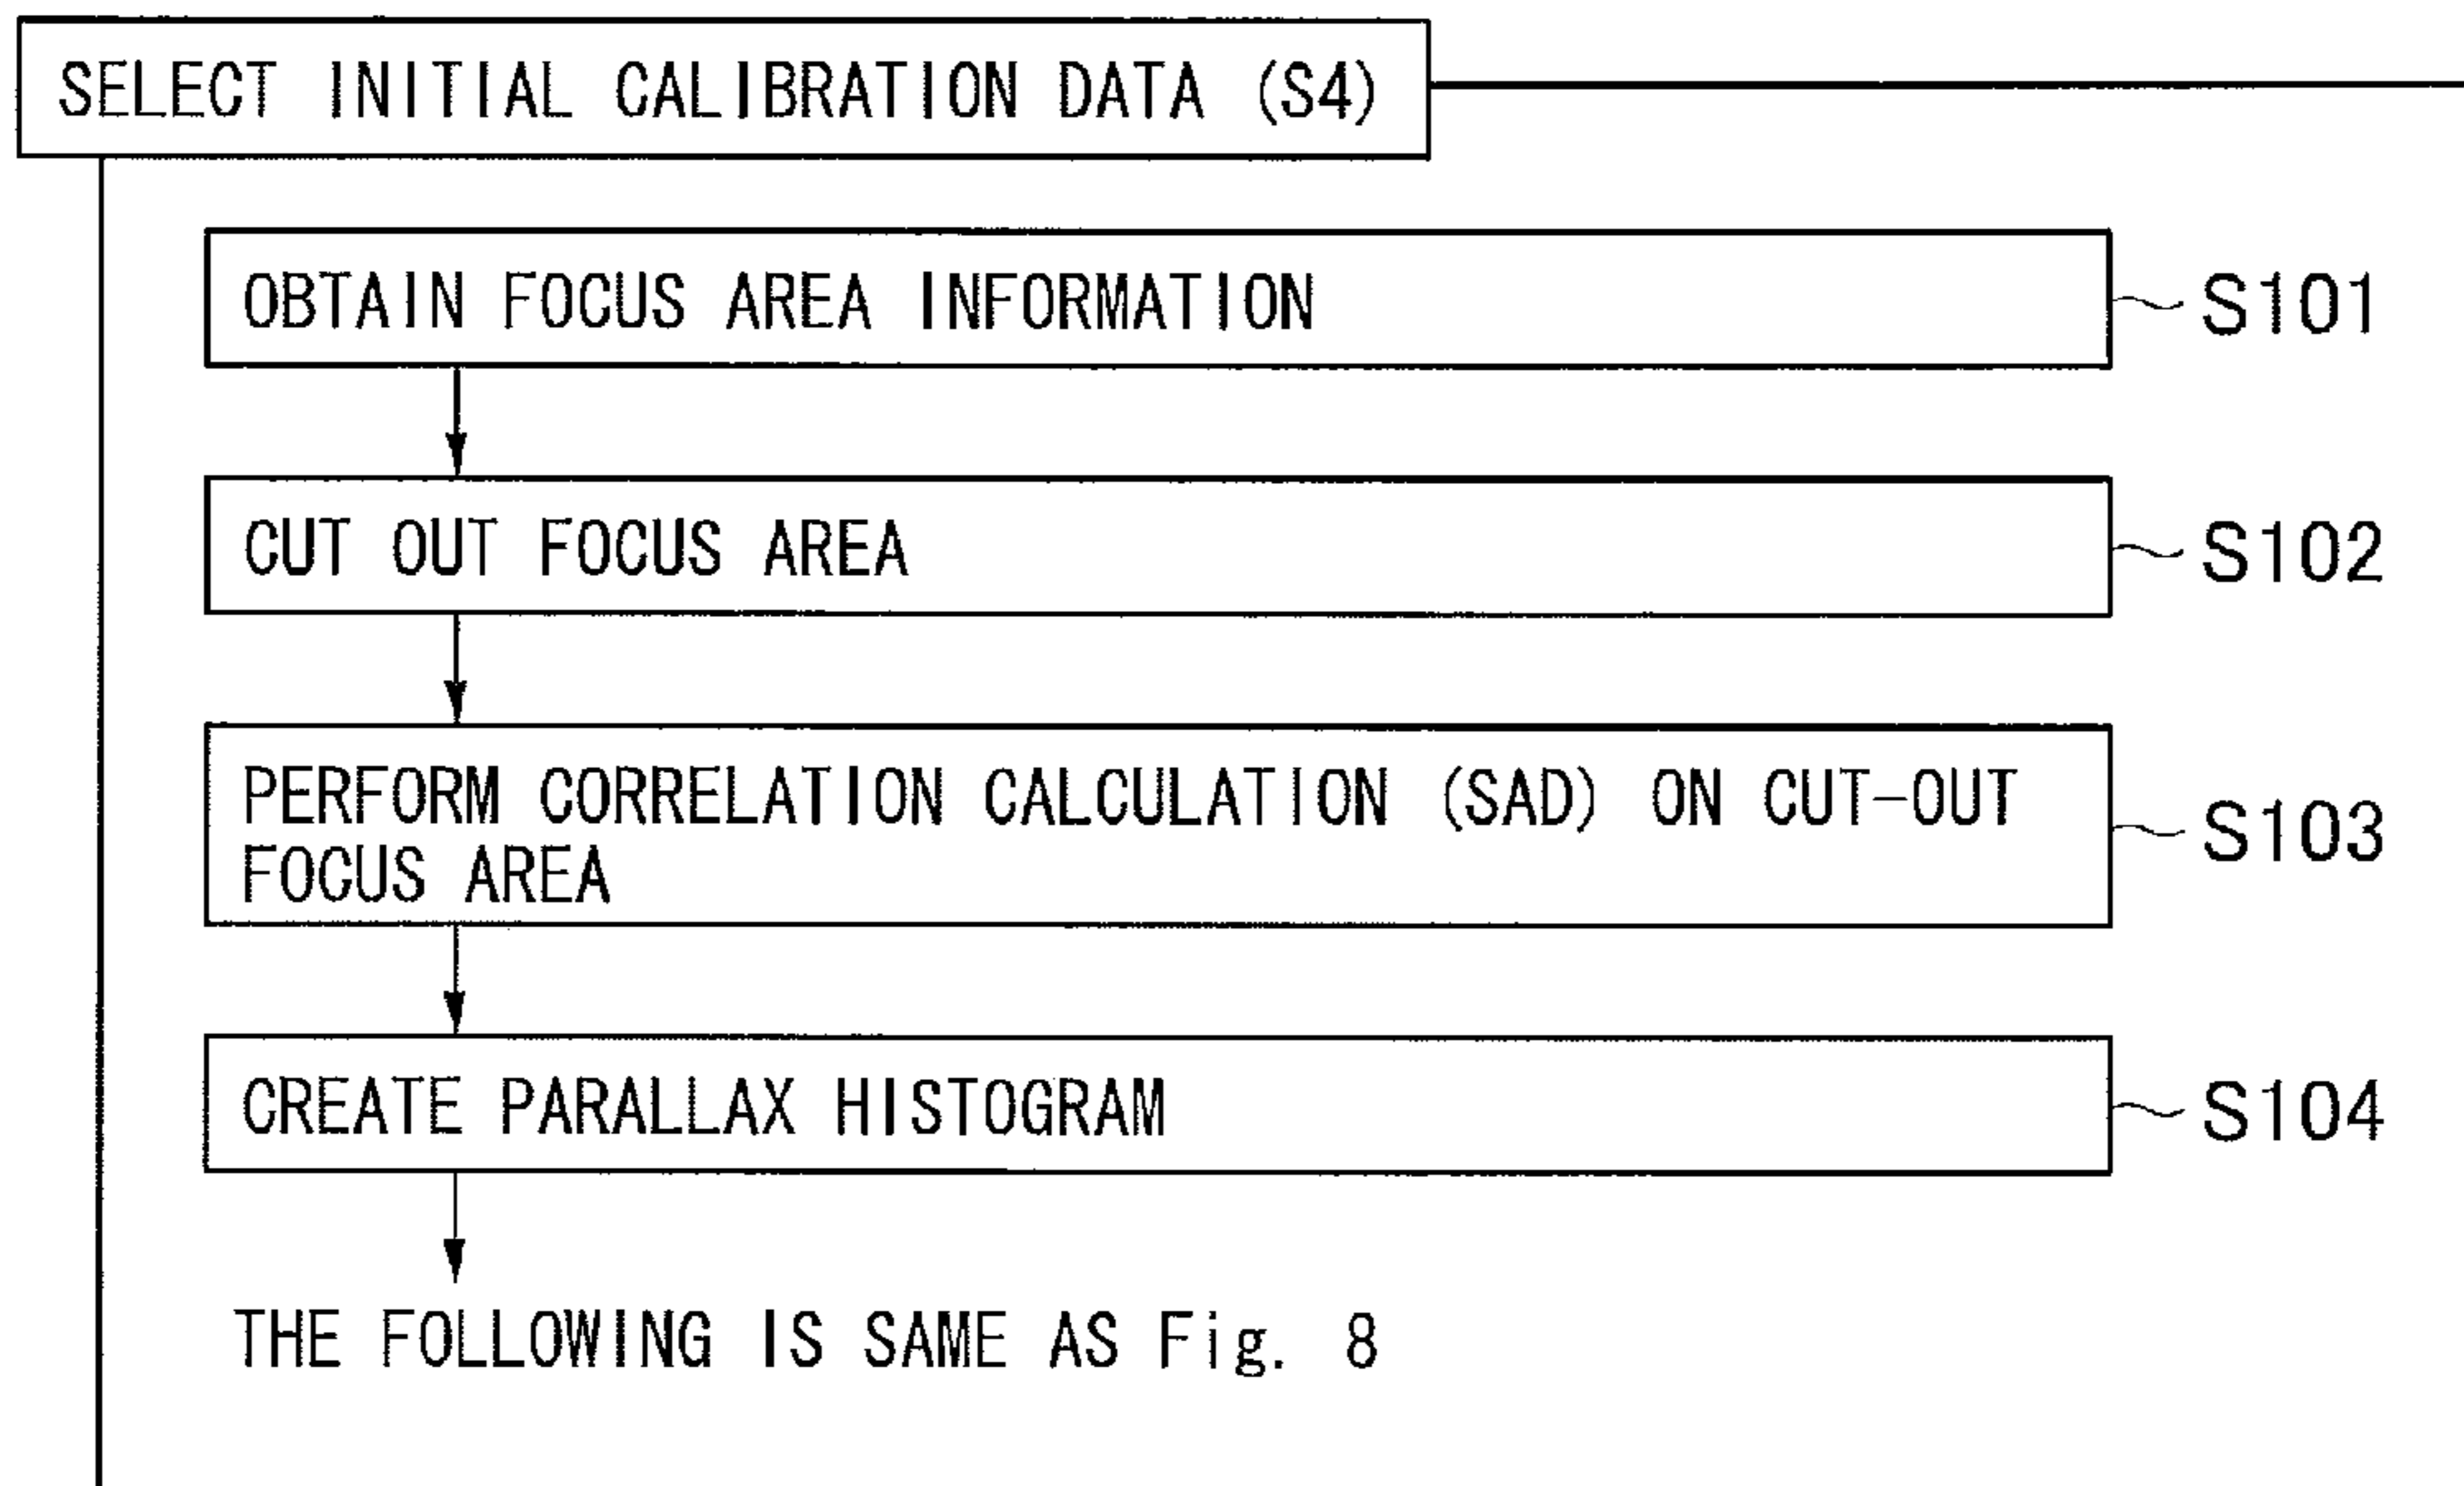 SELECT INITIAL CALIBRATION DATA (S4)
OBTAIN FOCUS AREA INFORMATION
S101
CUT OUT FOCUS AREA
S102
PERFORM CORRELATION CALCULATION (SAD) ON CUT-OUT
FOCUS AREA
S103
CREATE PARALLAX HISTOGRAM
S104
THE FOLLOWING IS SAME AS Fig. 8